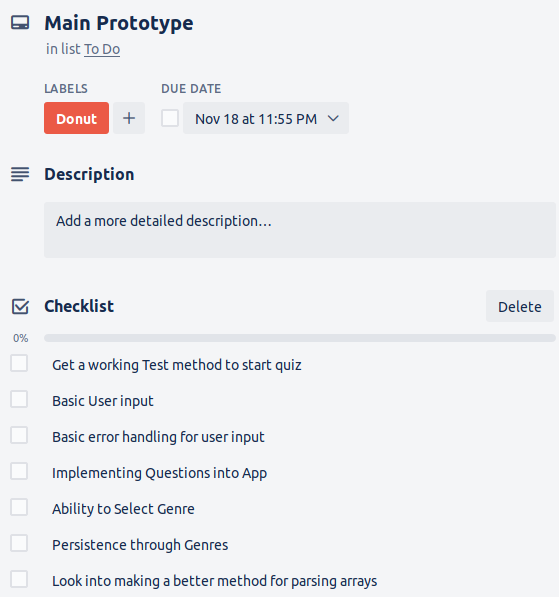 Main Prototype
in list To Do
LABELS
DUE DATE
Donut
+
Nov 18 at 11:55 PM
Description
Add a more detailed description…
Checklist
Delete
0%
Get a working Test method to start quiz
Basic User input
Basic error handling for user input
Implementing Questions into App
Ability to Select Genre
Persistence through Genres
Look into making a better method for parsing arrays